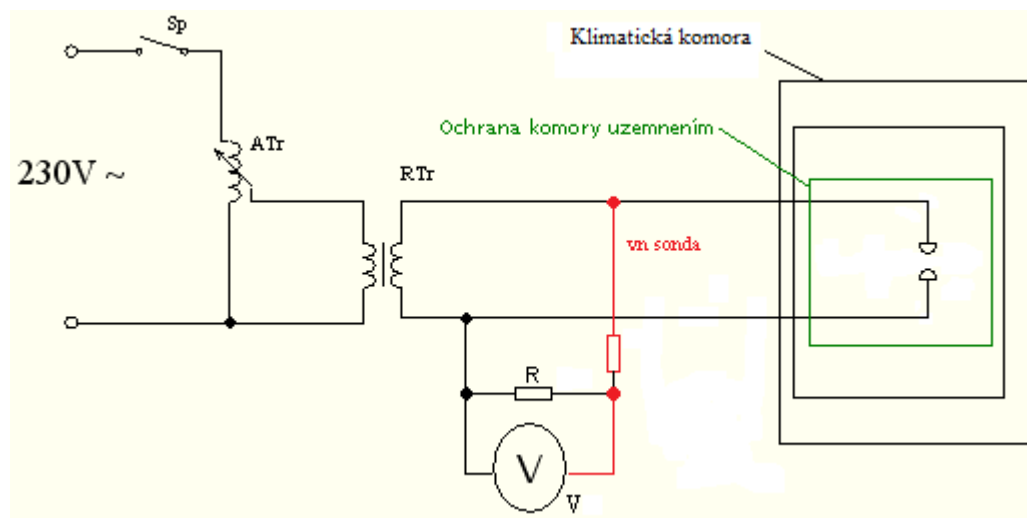 Sp
Klimatická komora
Ochrana komory uzemnením
ATr
230V ~
RTr
vn sonda
R
V
V